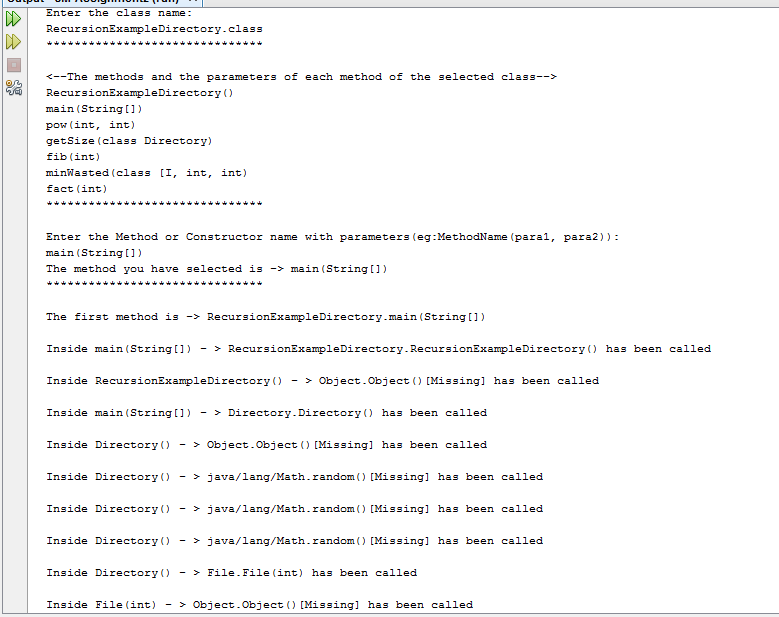 Enter the class name:
RecursionExampleDirectory.class
*******************************
<--The methods and the parameters of each method of the selected class-->
RecursionExampleDirectory()
main(String[])
pow(int, int)
getSize(class Directory)
fib(int)
minWasted(class [I, int, int)
fact(int)
*******************************
Enter the Method or Constructor name with parameters(eg:MethodName(para1, para2)):
main(String[])
The method you have selected is -> main(String[])
*******************************
The first method is -> RecursionExampleDirectory.main(String[])
Inside main(String[]) - > RecursionExampleDirectory.RecursionExampleDirectory() has been called
Inside RecursionExampleDirectory() - > Object.Object()[Missing] has been called
Inside main(String[]) - > Directory.Directory() has been called
Inside Directory() - > Object.Object()[Missing] has been called
Inside Directory() - > java/lang/Math.random()[Missing] has been called
Inside Directory() - > java/lang/Math.random()[Missing] has been called
Inside Directory() - > java/lang/Math.random()[Missing] has been called
Inside Directory() - > File.File(int) has been called
Inside File(int) - > Object.Object()[Missing] has been called